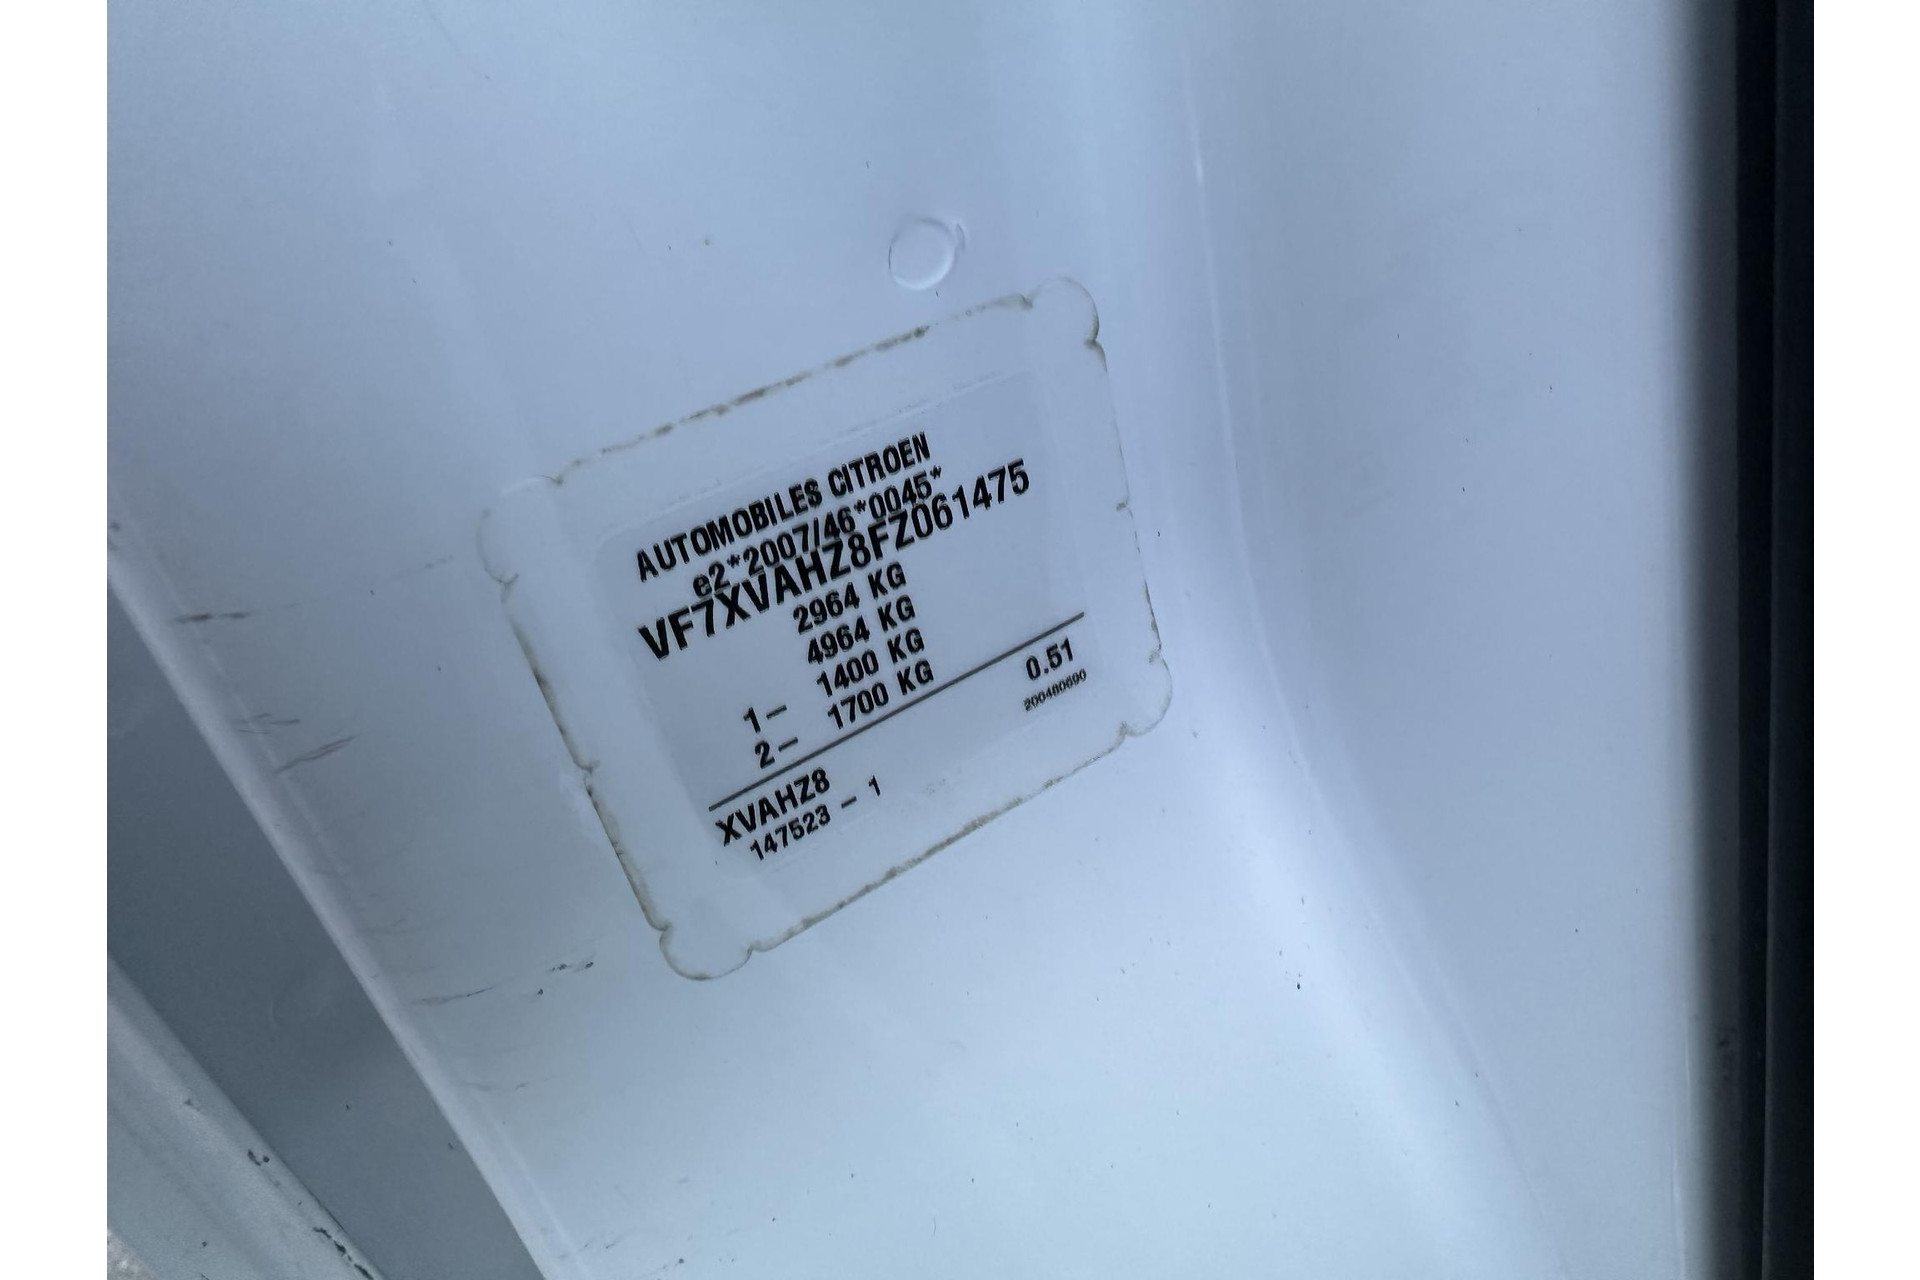 AUTOMOBILES CITROEN
e2*2007/46*0045*
VF7XVAHZ8FZ061475
2964 KG
4964 KG
1- 1400 KG
2- 1700 KG
0.51
200480690
XVAHZ8
147523 - 1